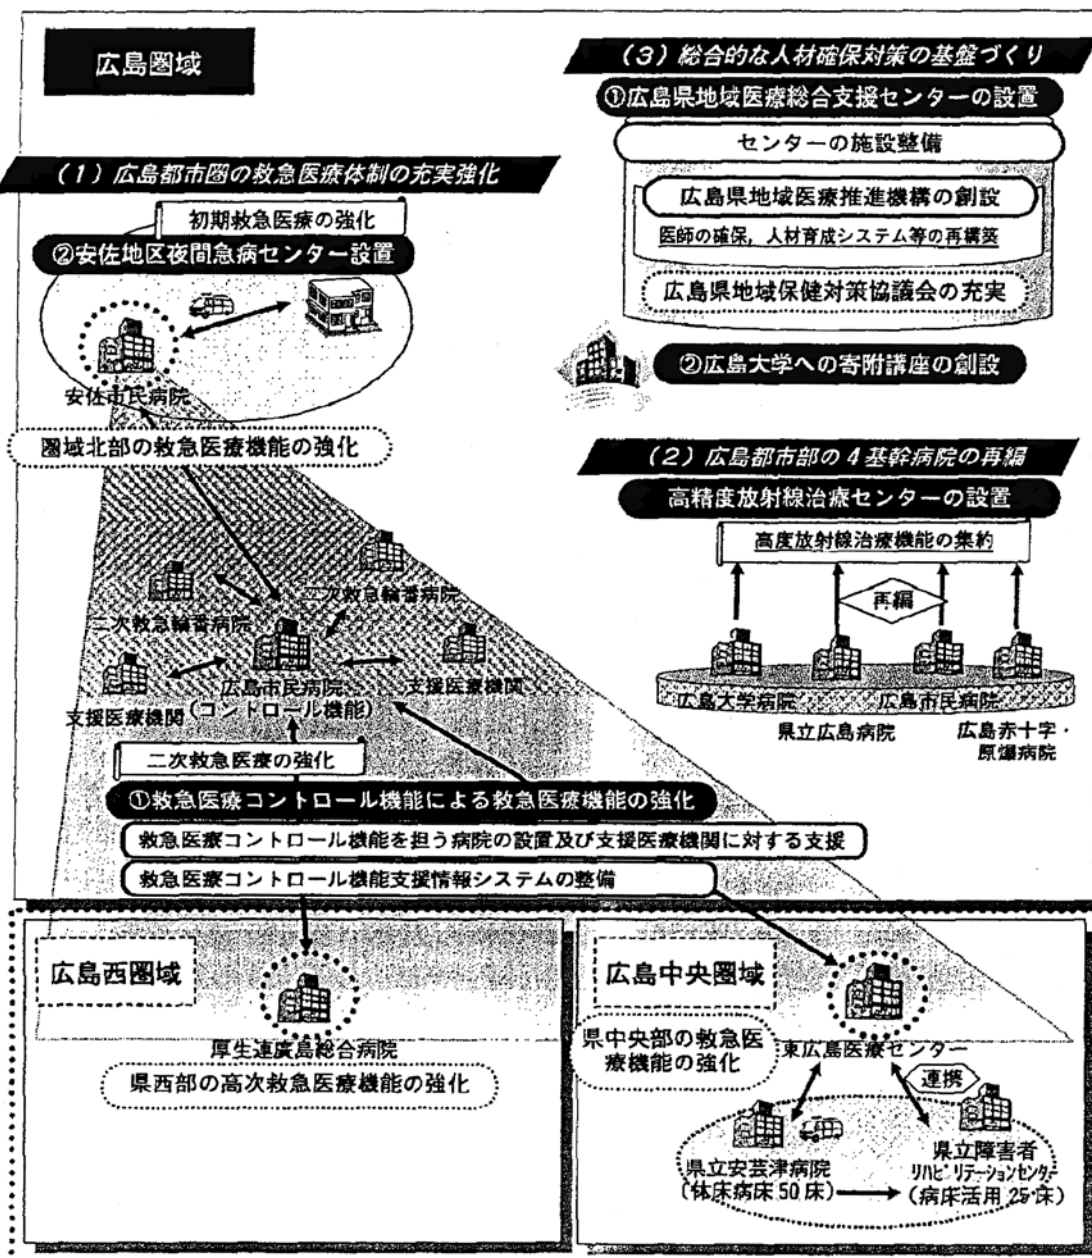 広島圏域
(1) 広島都市圏の救急医療体制の充実強化
初期救急医療の強化
②安佐地区夜間急病センター設置
安佐市民病院
圏域北部の救急医療機能の強化
二次救急輪番病院
二次救急輪番病院
広島市民病院
(コントロール機能)
支援医療機関
支援医療機関
二次救急医療の強化
①救急医療コントロール機能による救急医療機能の強化
救急医療コントロール機能を担う病院の設置及び支援医療機関に対する支援
救急医療コントロール機能支援情報システムの整備
(3) 総合的な人材確保対策の基盤づくり
①広島県地域医療総合支援センターの設置
センターの施設整備
広島県地域医療推進機構の創設
医師の確保,人材育成システム等の再構築
広島県地域保健対策協議会の充実
②広島大学への寄附講座の創設
(2) 広島都市部の4基幹病院の再編
高精度放射線治療センターの設置
高度放射線治療機能の集約
再編
広島大学病院
県立広島病院
広島市民病院
広島赤十字・
原爆病院
広島西圏域
厚生連廣島総合病院
県西部の高次救急医療機能の強化
広島中央圏域
県中央部の救急医
療機能の強化
東広島医療センター
連携
県立安芸津病院
(休床病床50床)
県立障害者
リハビリテーションセンター
(病床活用25床)